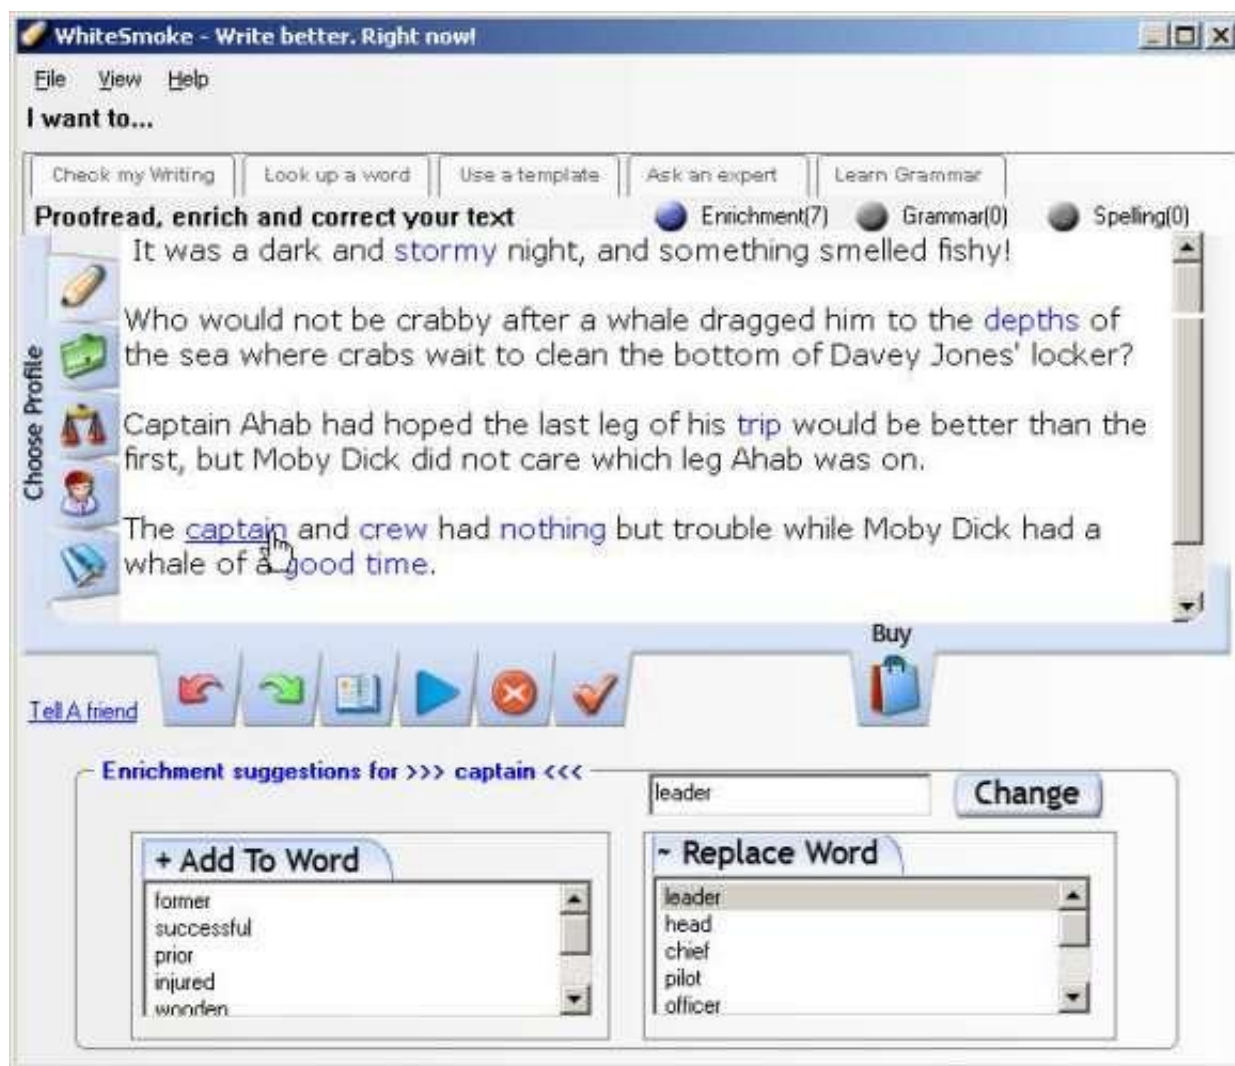 WhiteSmoke - Write better. Right now!
File View Help
I want to...
Check my Writing Look up a word Use a template Ask an expert Learn Grammar
Proofread, enrich and correct your text Enrichment(7) Grammar(0) Spelling(0)
Choose Profile
It was a dark and stormy night, and something smelled fishy!
Who would not be crabby after a whale dragged him to the depths of
the sea where crabs wait to clean the bottom of Davey Jones' locker?
Captain Ahab had hoped the last leg of his trip would be better than the
first, but Moby Dick did not care which leg Ahab was on.
The captain and crew had nothing but trouble while Moby Dick had a
whale of a good time.
Buy
Tell A friend
Enrichment suggestions for >>> captain <<<
leader Change
+ Add To Word
former
successful
prior
injured
wooden
~ Replace Word
leader
head
chief
pilot
officer